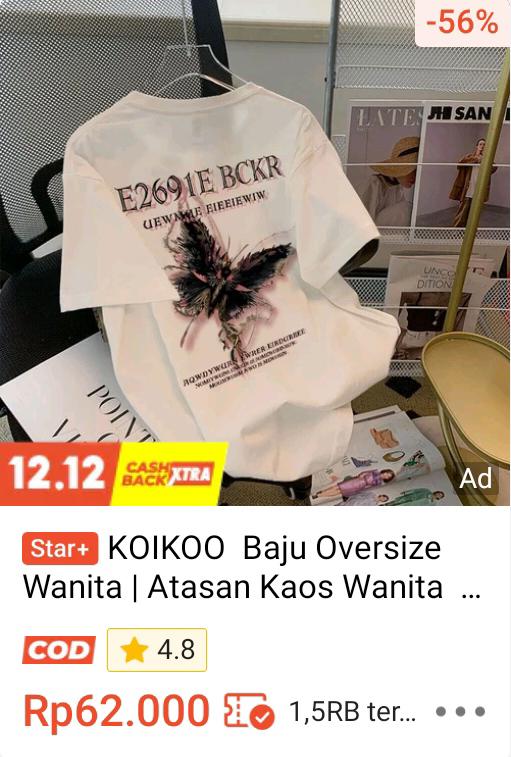 -56%
LATES
JH SAN
E2691E BCKR
UEWNWE EIEEIEWIW
UNCO
DITION
POINT
12.12
CASH
BACK XTRA
Ad
Star+ KOIKOO Baju Oversize
Wanita | Atasan Kaos Wanita ...
COD 4.8
Rp62.000 1,5RB ter...